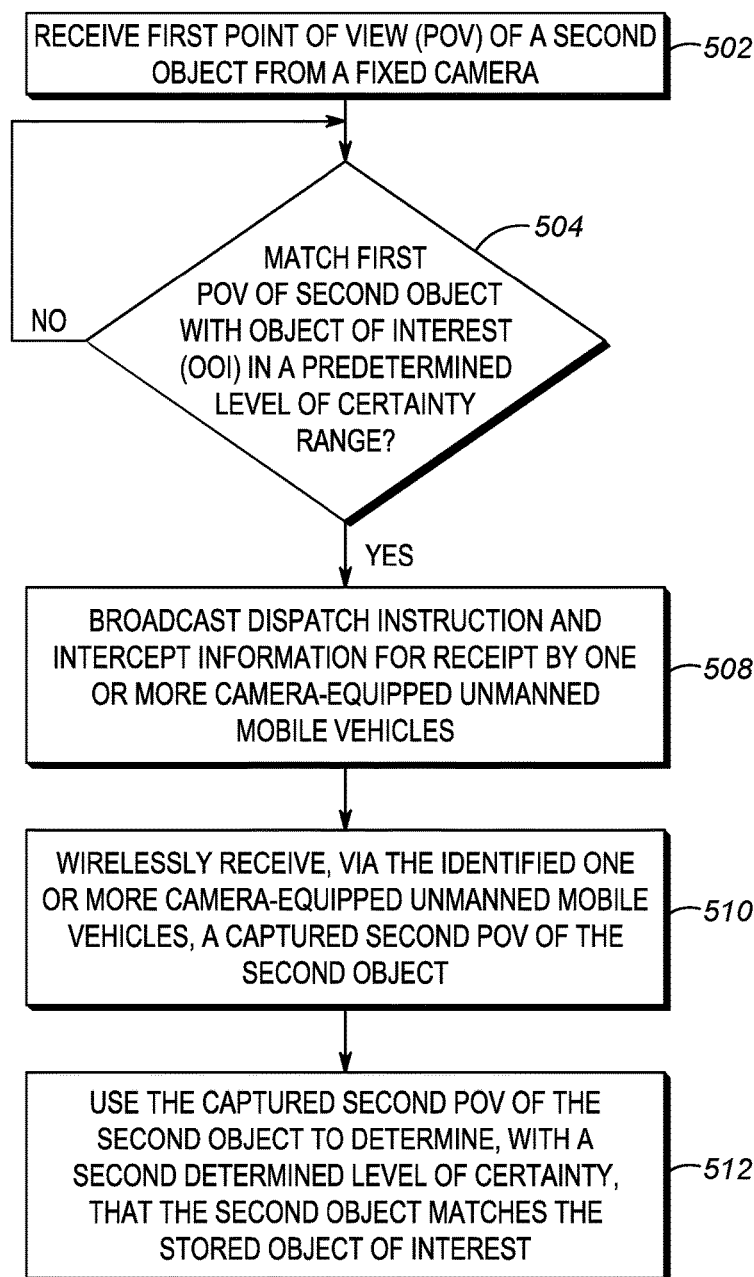 RECEIVE FIRST POINT OF VIEW (POV) OF A SECOND
OBJECT FROM A FIXED CAMERA
502
504
MATCH FIRST
POV OF SECOND OBJECT
WITH OBJECT OF INTEREST
(OOI) IN A PREDETERMINED
LEVEL OF CERTAINTY
RANGE?
NO
YES
BROADCAST DISPATCH INSTRUCTION AND
INTERCEPT INFORMATION FOR RECEIPT BY ONE
OR MORE CAMERA-EQUIPPED UNMANNED
MOBILE VEHICLES
508
WIRELESSLY RECEIVE, VIA THE IDENTIFIED ONE
OR MORE CAMERA-EQUIPPED UNMANNED MOBILE
VEHICLES, A CAPTURED SECOND POV OF THE
SECOND OBJECT
510
USE THE CAPTURED SECOND POV OF THE
SECOND OBJECT TO DETERMINE, WITH A
SECOND DETERMINED LEVEL OF CERTAINTY,
THAT THE SECOND OBJECT MATCHES THE
STORED OBJECT OF INTEREST
512